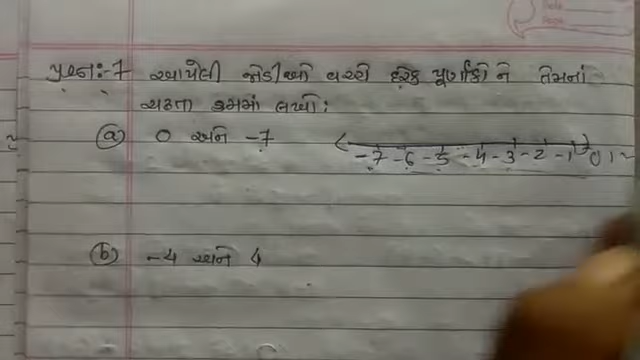 પ્રશ્ન:-7 આપેલી જોડીઓ વચ્ચે દરેક પૂર્ણાંકો ને તેમનાં
ચઢતા ક્રમમાં લખો:
(a) 0 અને -7
-7 -6 -5 -4 -3 -2 -1 0 1
(b) -4 અને 4